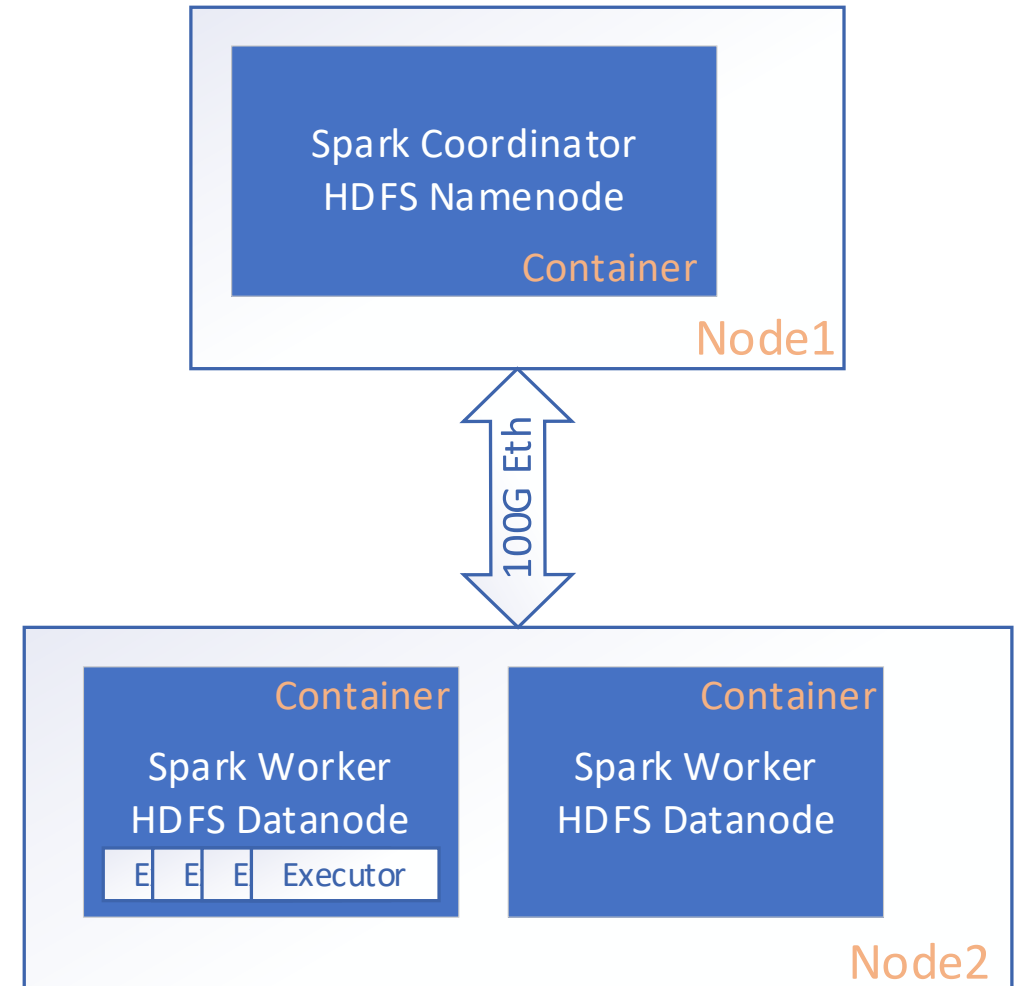 Spark Coordinator
HDFS Namenode
Container
Node1
100G Eth
Container
Spark Worker
HDFS Datanode
E E E Executor
Container
Spark Worker
HDFS Datanode
Node2